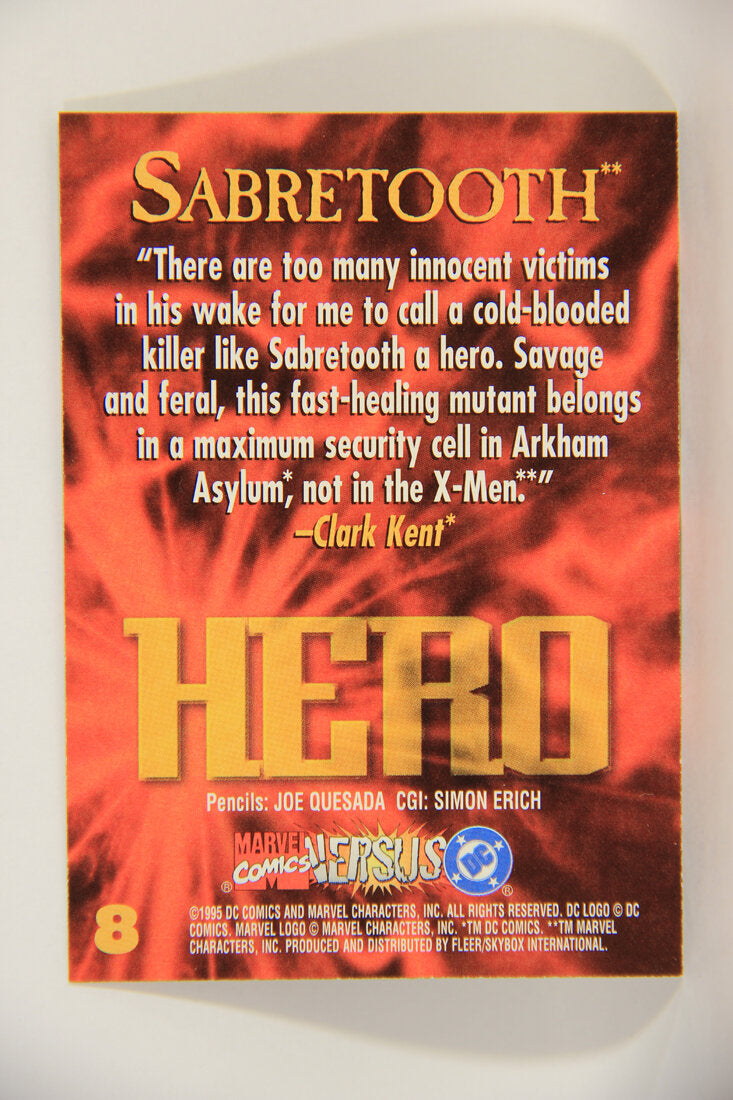 SABRETOOTH**
“There are too many innocent victims
in his wake for me to call a cold-blooded
killer like Sabretooth a hero. Savage
and feral, this fast-healing mutant belongs
in a maximum security cell in Arkham
Asylum*, not in the X-Men.**”
–Clark Kent*
HERO
Pencils: JOE QUESADA CGI: SIMON ERICH
MARVEL COMICS VERSUS DC
® ®
8
©1995 DC COMICS AND MARVEL CHARACTERS, INC. ALL RIGHTS RESERVED. DC LOGO © DC
COMICS. MARVEL LOGO © MARVEL CHARACTERS, INC. *TM DC COMICS. **TM MARVEL
CHARACTERS, INC. PRODUCED AND DISTRIBUTED BY FLEER/SKYBOX INTERNATIONAL.